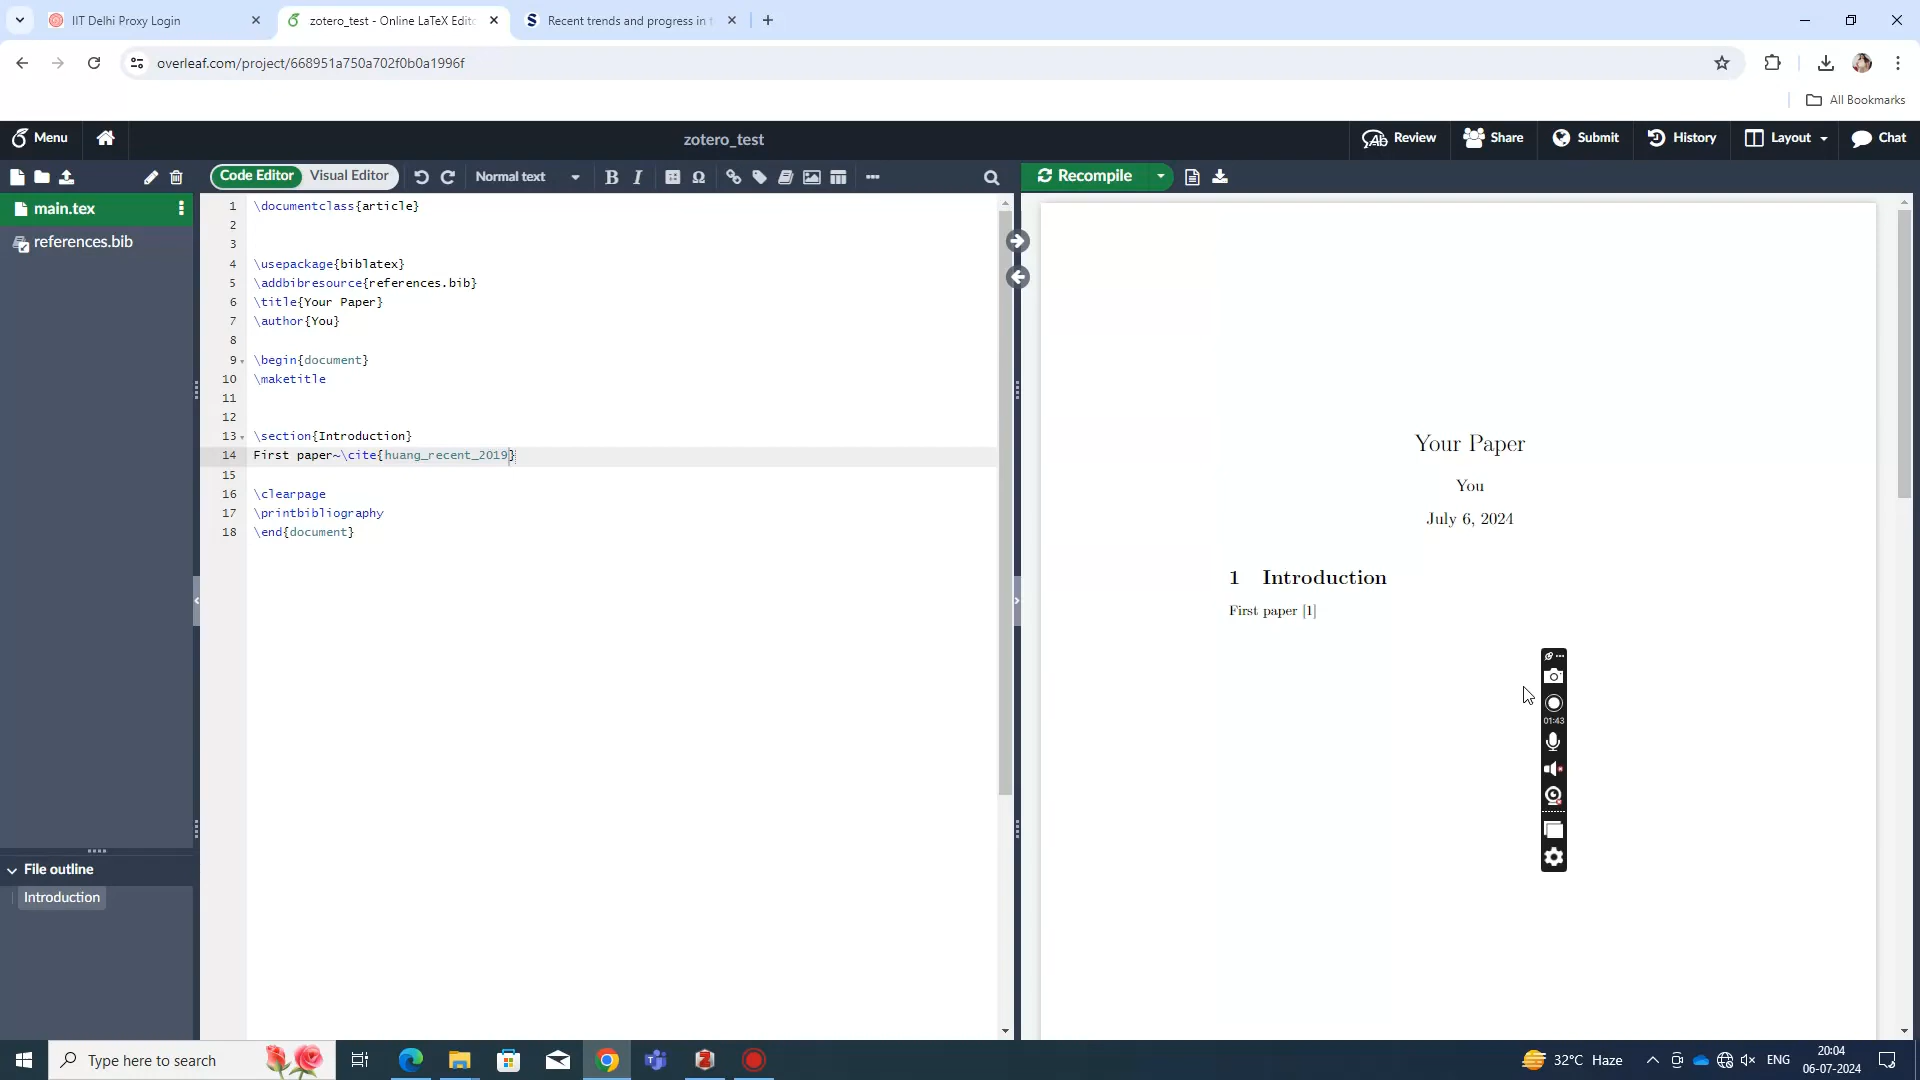 IIT Delhi Proxy Login
zotero_test - Online LaTeX Edito
Recent trends and progress in
overleaf.com/project/668951a750a702f0b0a1996f
All Bookmarks
Menu
zotero_test
Review
Share
Submit
History
Layout
Chat
Code Editor
Visual Editor
Normal text
B
I
Ω
Recompile
main.tex
references.bib
1 \documentclass{article}
2
3
4 \usepackage{biblatex}
5 \addbibresource{references.bib}
6 \title{Your Paper}
7 \author{You}
8
9 \begin{document}
10 \maketitle
11
12
13 \section{Introduction}
14 First paper~\cite{huang_recent_2019}
15
16 \clearpage
17 \printbibliography
18 \end{document}
File outline
Introduction
Your Paper
You
July 6, 2024
1 Introduction
First paper [1]
01:43
Type here to search
32°C Haze
ENG
20:04
06-07-2024